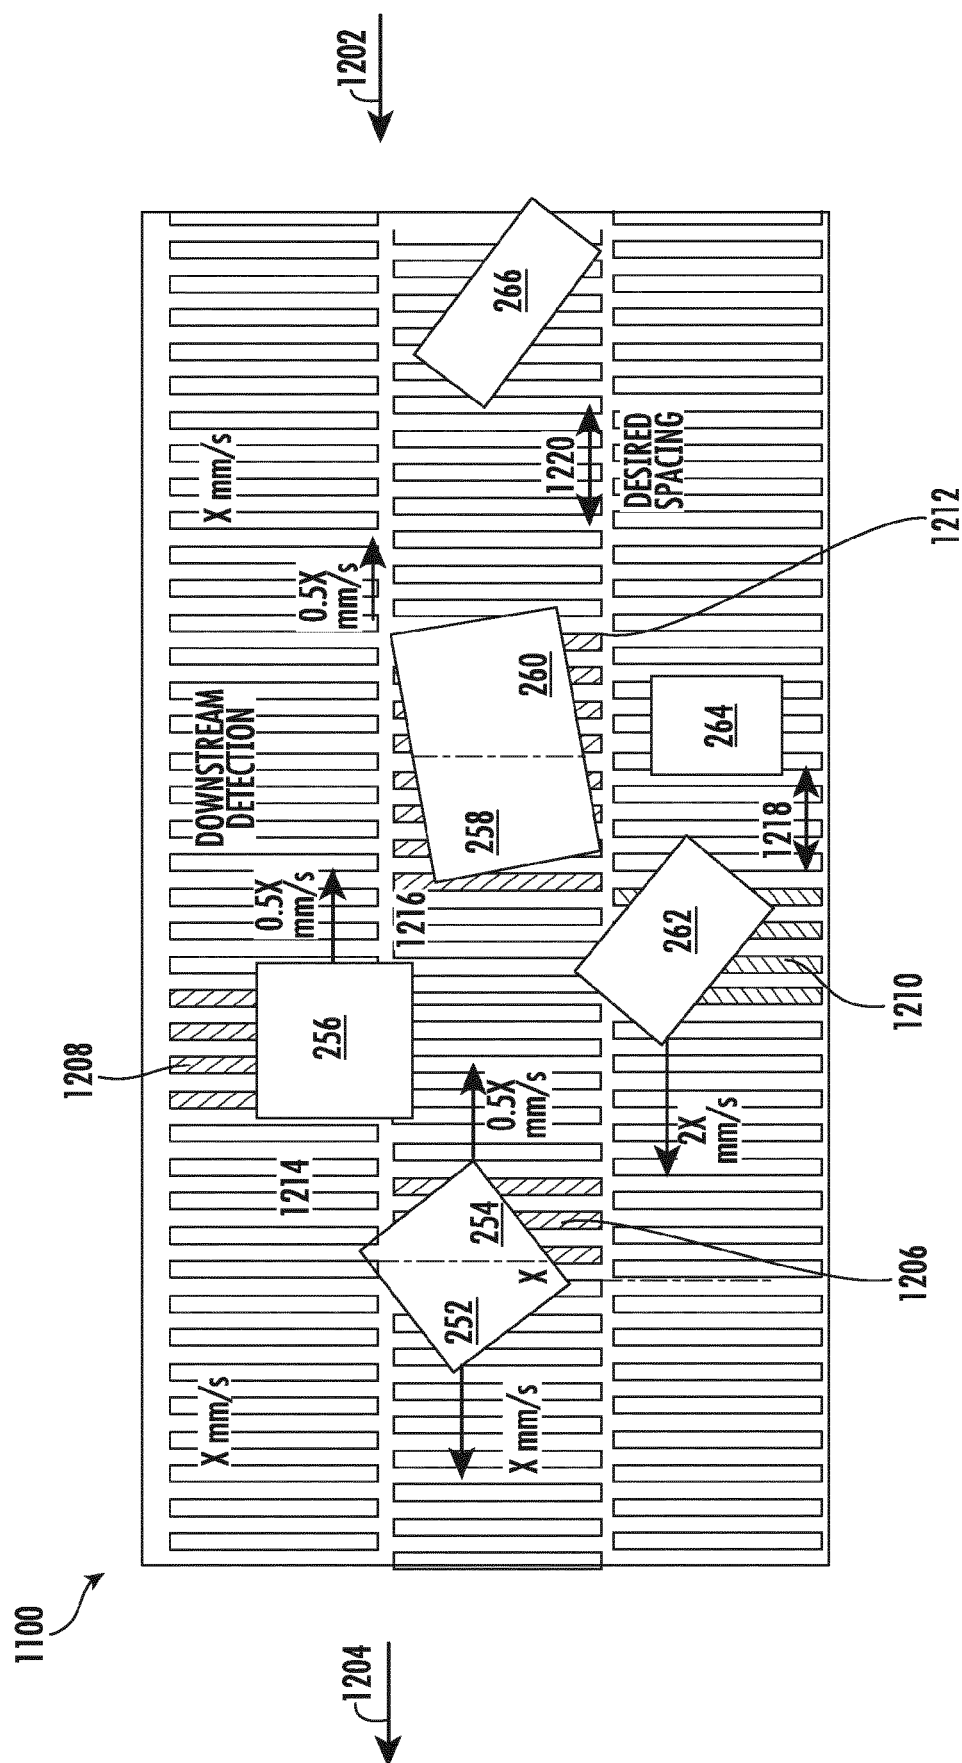 1100
1208
X mm/s
DOWNSTREAM
DETECTION
X mm/s
1214
0.5X
mm/s
0.5X
mm/s
256
1204
1202
1216
252
254
258
260
266
X mm/s
0.5X
mm/s
X
1220
DESIRED
SPACING
262
264
2X
mm/s
1218
1206
1210
1212